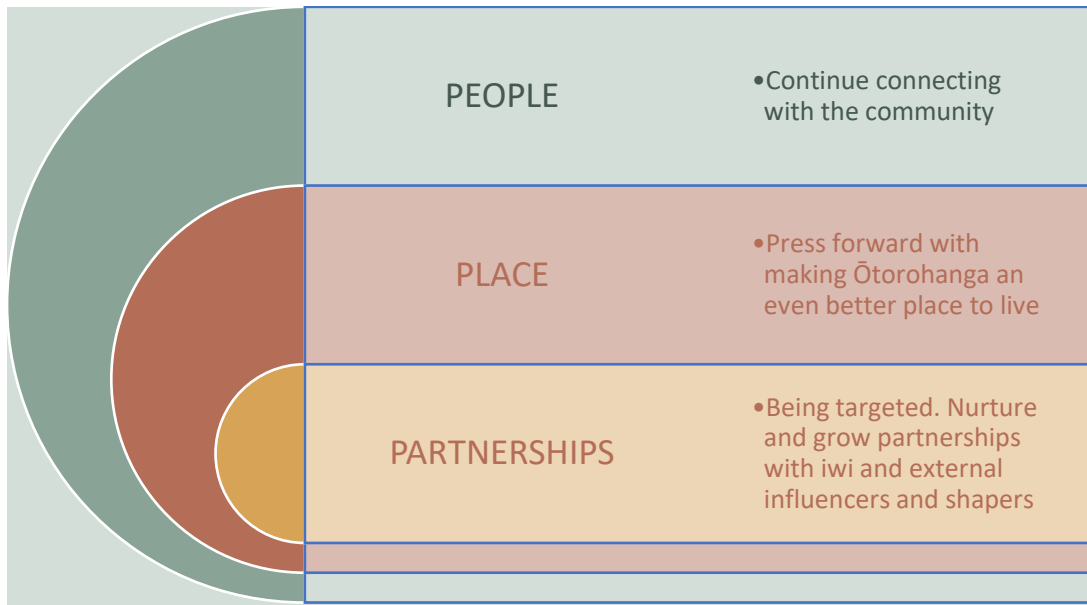 PEOPLE
•Continue connecting
with the community
PLACE
•Press forward with
making Ōtorohanga an
even better place to live
PARTNERSHIPS
•Being targeted. Nurture
and grow partnerships
with iwi and external
influencers and shapers